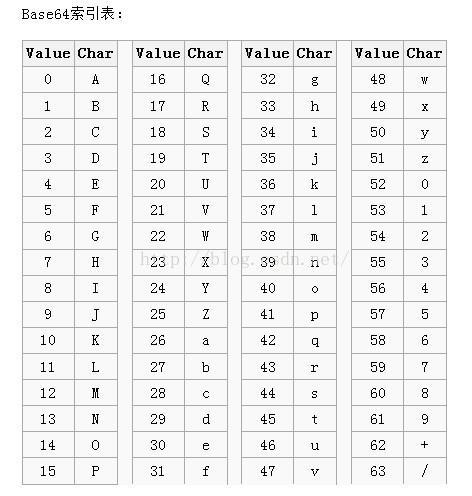 Base64索引表：
Value Char Value Char Value Char Value Char
0 A 16 Q 32 g 48 w
1 B 17 R 33 h 49 x
2 C 18 S 34 i 50 y
3 D 19 T 35 j 51 z
4 E 20 U 36 k 52 0
5 F 21 V 37 l 53 1
6 G 22 W 38 m 54 2
7 H 23 X 39 n 55 3
8 I 24 Y 40 o 56 4
9 J 25 Z 41 p 57 5
10 K 26 a 42 q 58 6
11 L 27 b 43 r 59 7
12 M 28 c 44 s 60 8
13 N 29 d 45 t 61 9
14 O 30 e 46 u 62 +
15 P 31 f 47 v 63 /